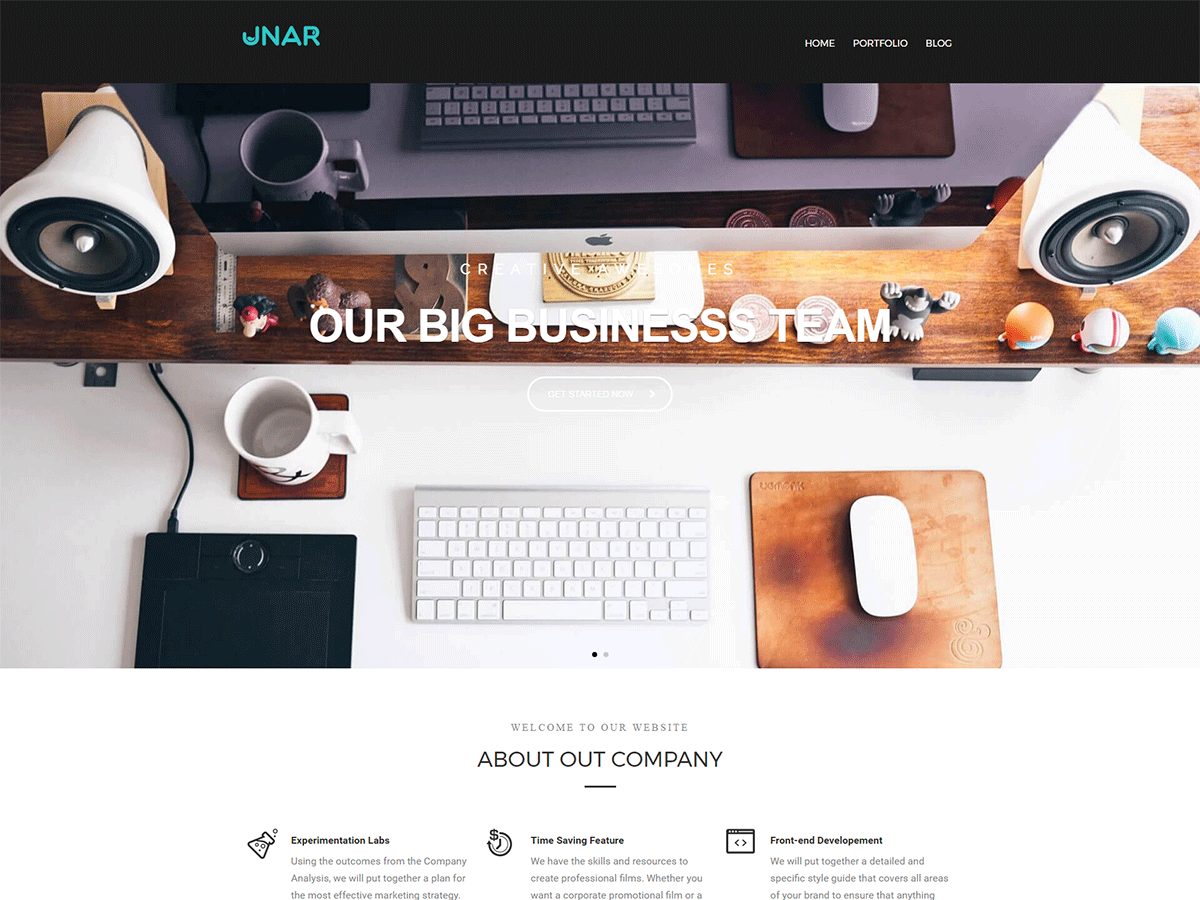 UNAR
HOME PORTFOLIO BLOG
CREATIVE AWESOMES
OUR BIG BUSINESSS TEAM
GET STARTED NOW
WELCOME TO OUR WEBSITE
ABOUT OUT COMPANY
Experimentation Labs
Using the outcomes from the Company
Analysis, we will put together a plan for
the most effective marketing strategy.
Time Saving Feature
We have the skills and resources to
create professional films. Whether you
want a corporate promotional film or a
Front-end Developement
We will put together a detailed and
specific style guide that covers all areas
of your brand to ensure that anything